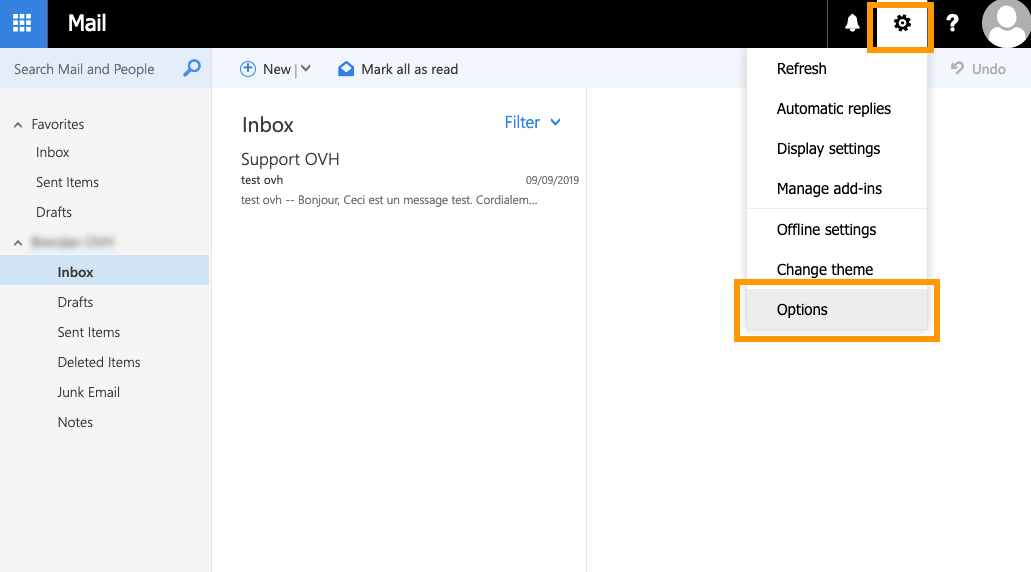 Mail
?
Search Mail and People
New
Mark all as read
Undo
Favorites
Inbox
Sent Items
Drafts
Inbox
Drafts
Sent Items
Deleted Items
Junk Email
Notes
Inbox
Filter
Support OVH
test ovh
09/09/2019
test ovh -- Bonjour, Ceci est un message test. Cordialem...
Refresh
Automatic replies
Display settings
Manage add-ins
Offline settings
Change theme
Options